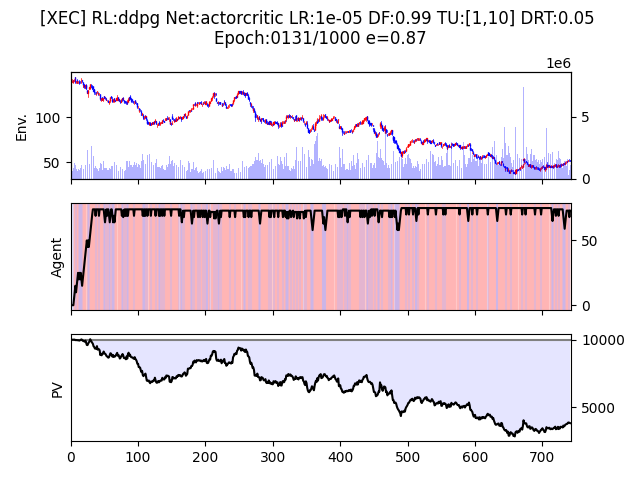 [XEC] RL:ddpg Net:actorcritic LR:1e-05 DF:0.99 TU:[1,10] DRT:0.05
Epoch:0131/1000 e=0.87
1e6
Env.
100
50
5
0
Agent
50
0
PV
10000
5000
0 100 200 300 400 500 600 700